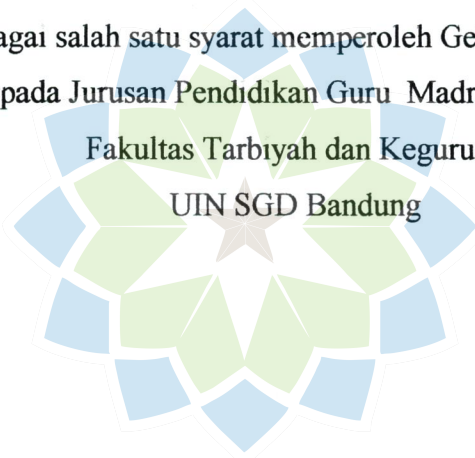 agai salah satu syarat memperoleh Ge
pada Jurusan Pendidikan Guru Madr
Fakultas Tarbiyah dan Keguru
UIN SGD Bandung